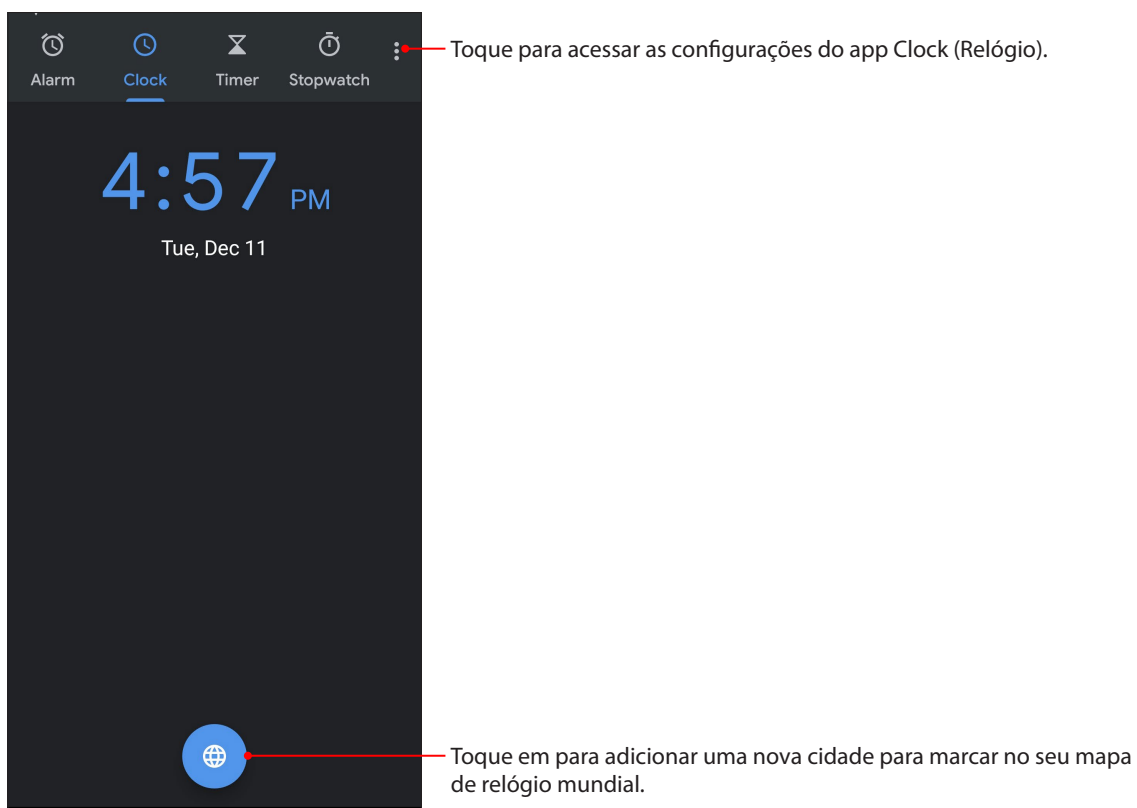 Alarm Clock Timer Stopwatch
Toque para acessar as configurações do app Clock (Relógio).
4:57 PM
Tue, Dec 11
Toque em para adicionar uma nova cidade para marcar no seu mapa
de relógio mundial.